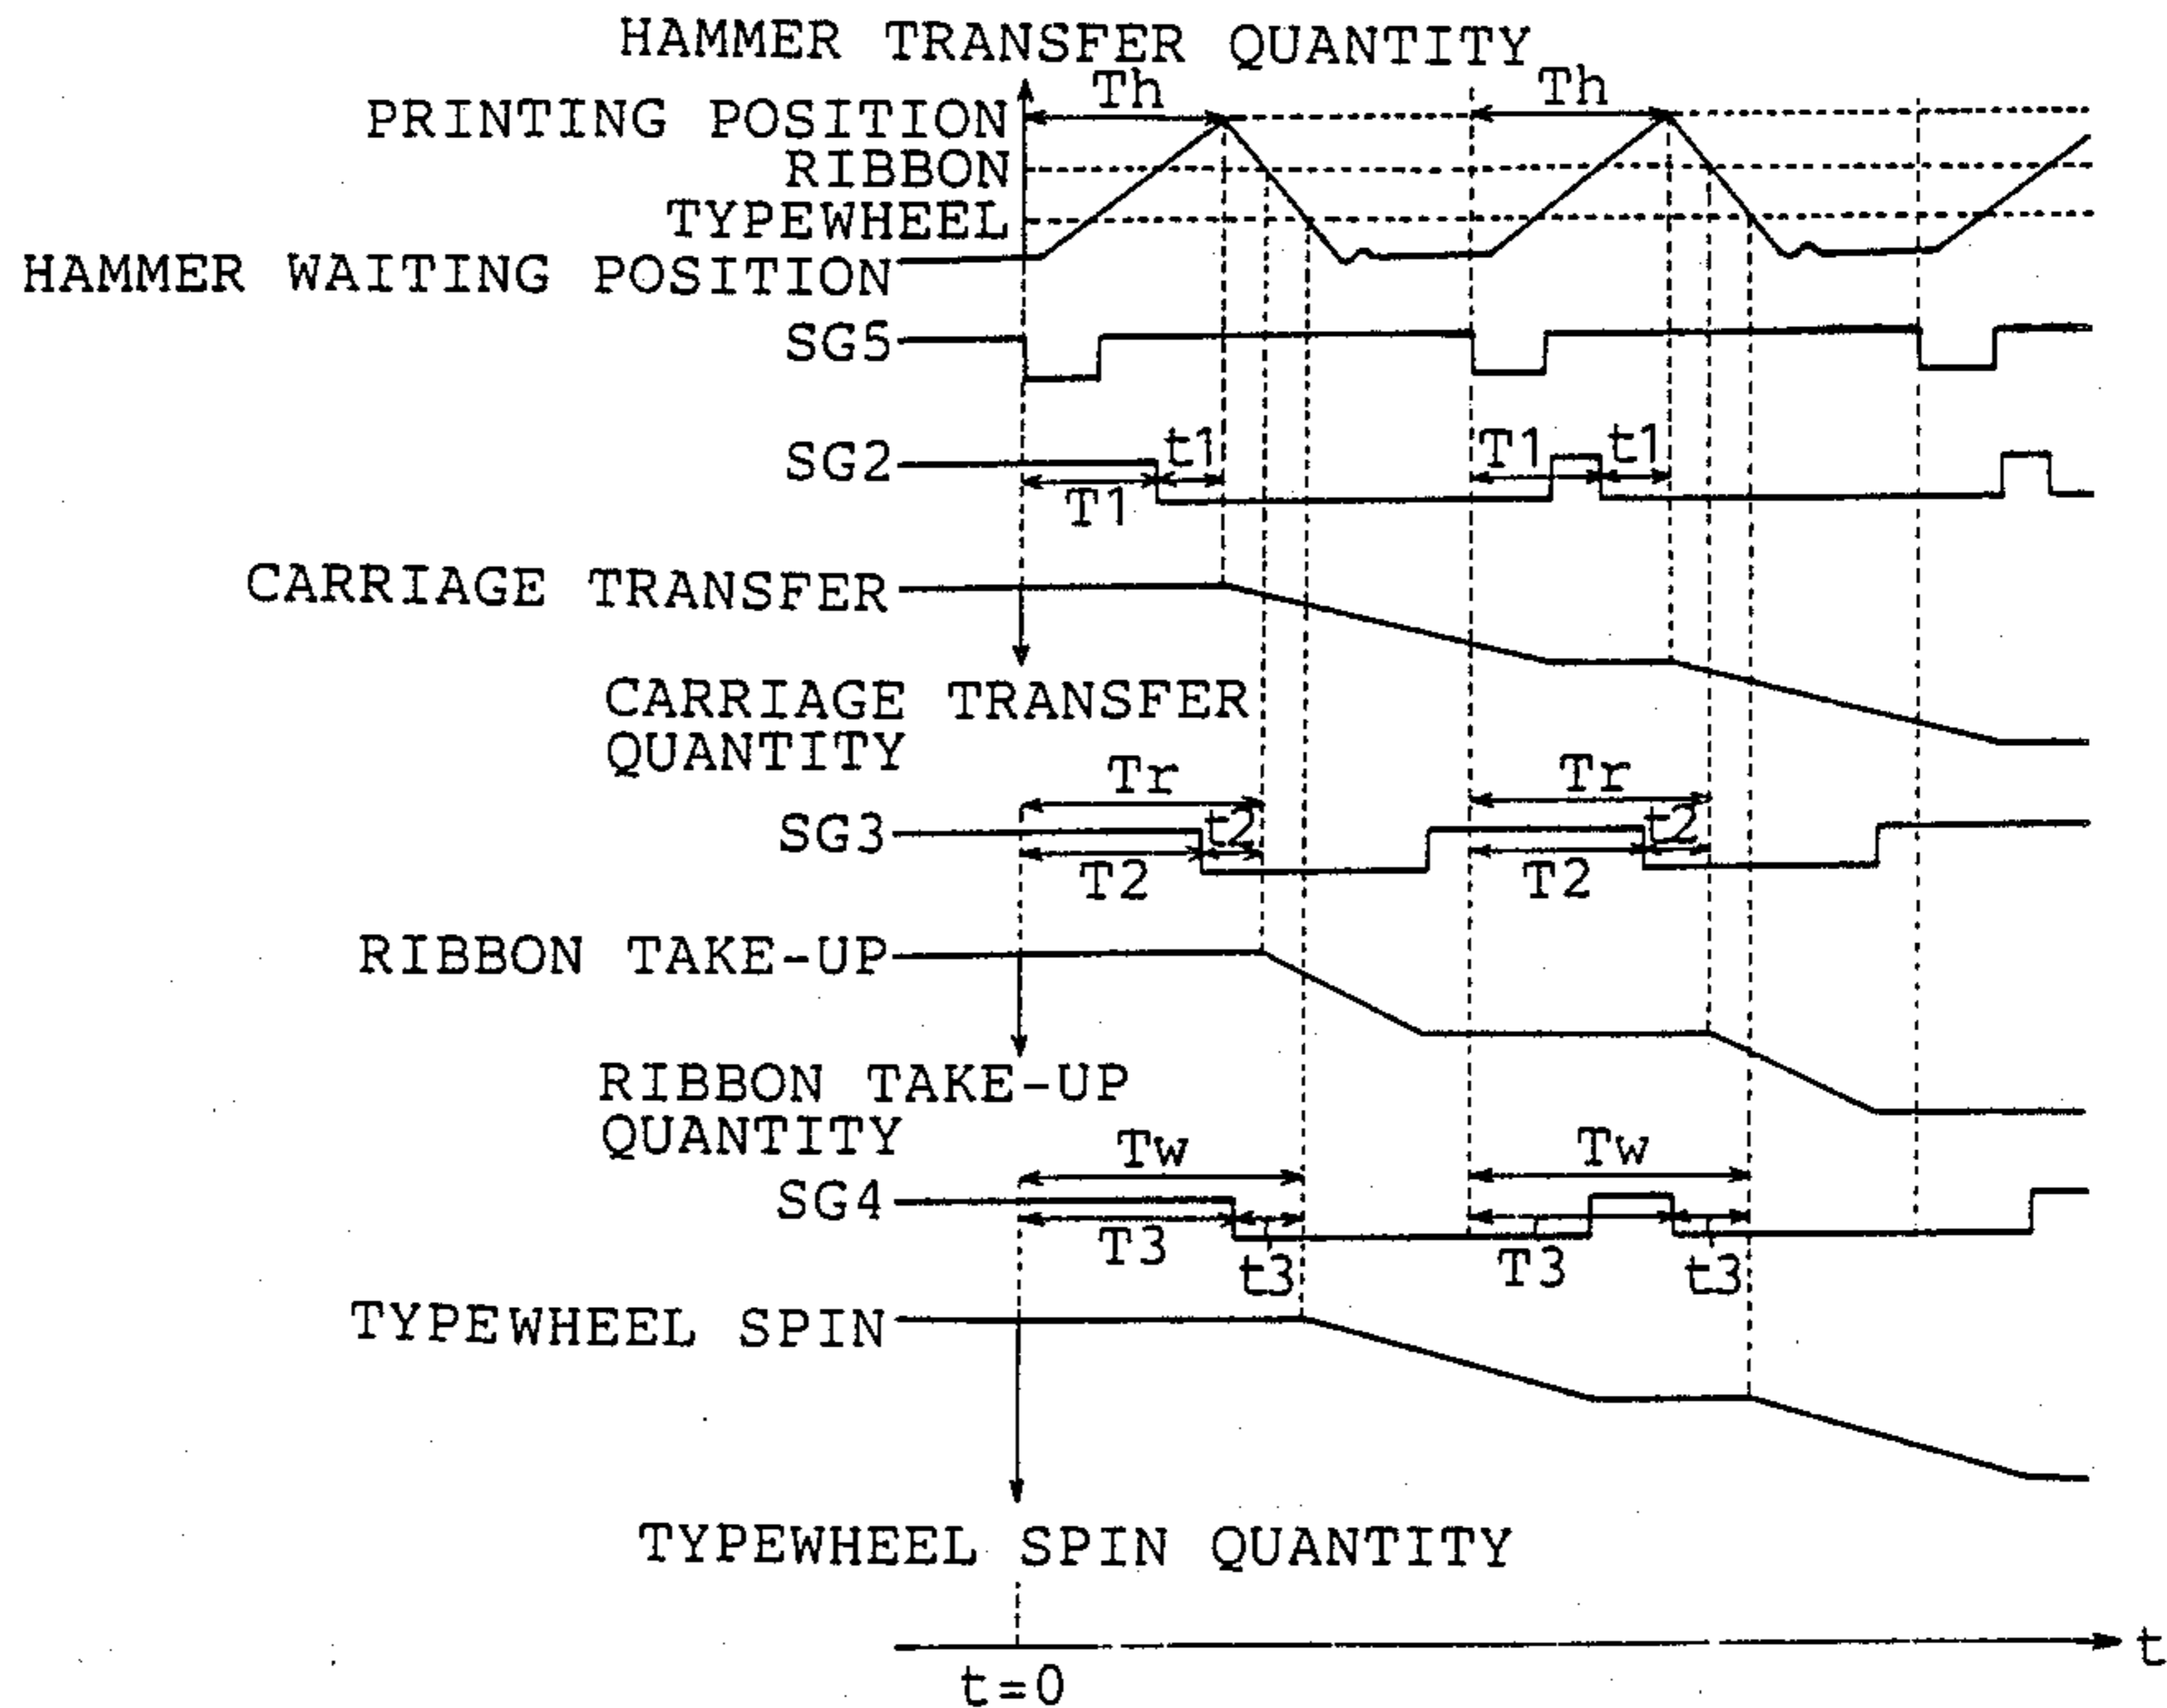 HAMMER TRANSFER QUANTITY
Th Th
PRINTING POSITION
RIBBON
TYPEWHEEL
HAMMER WAITING POSITION
SG5
SG2 t1 T1 t1
T1
CARRIAGE TRANSFER
CARRIAGE TRANSFER
QUANTITY
Tr Tr
SG3 t2 t2
T2 T2
RIBBON TAKE-UP
RIBBON TAKE-UP
QUANTITY
Tw Tw
SG4
T3 t3 T3 t3
TYPEWHEEL SPIN
TYPEWHEEL SPIN QUANTITY
t
t=0